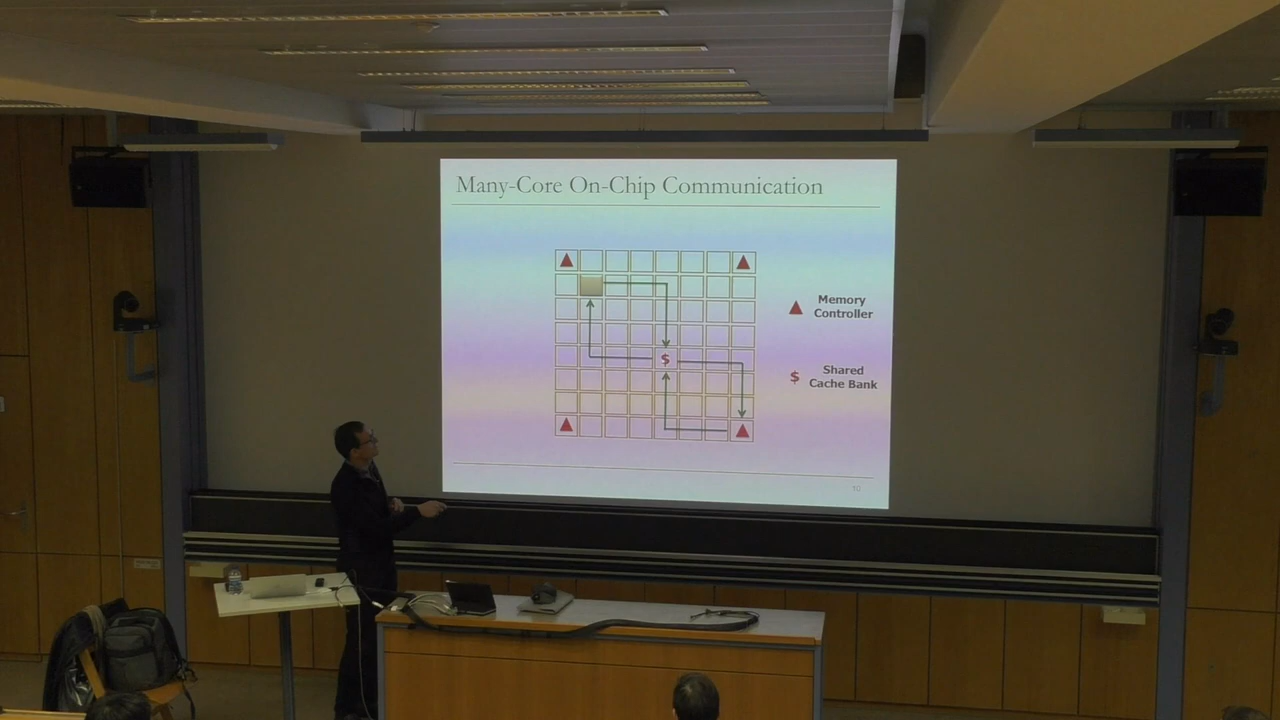 Many-Core On-Chip Communication
Memory
Controller
$
$
Shared
Cache Bank
10